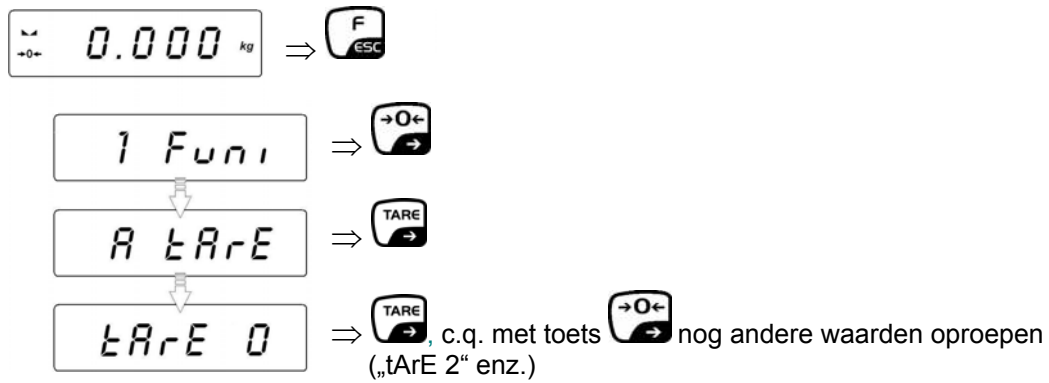 →0← 0.000 kg ⇒ F ESC
1 Funi ⇒ →0← →
A tArE ⇒ TARE →
tArE 0 ⇒ TARE →, c.q. met toets →0← → nog andere waarden oproepen
(„tArE 2“ enz.)